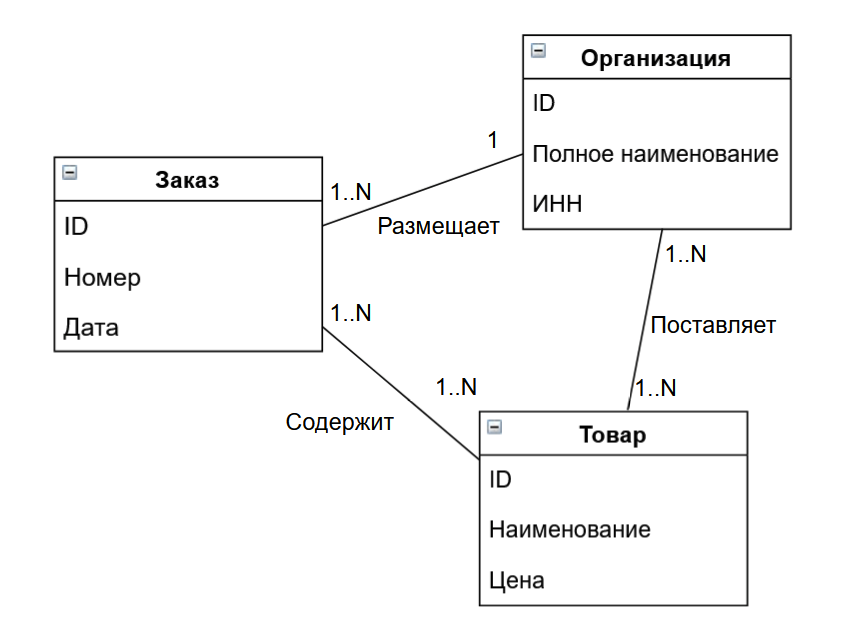 Организация
ID
Полное наименование
ИНН
1
1..N
Размещает
Заказ
ID
Номер
Дата
1..N
Поставляет
1..N
1..N
1..N
Содержит
Товар
ID
Наименование
Цена